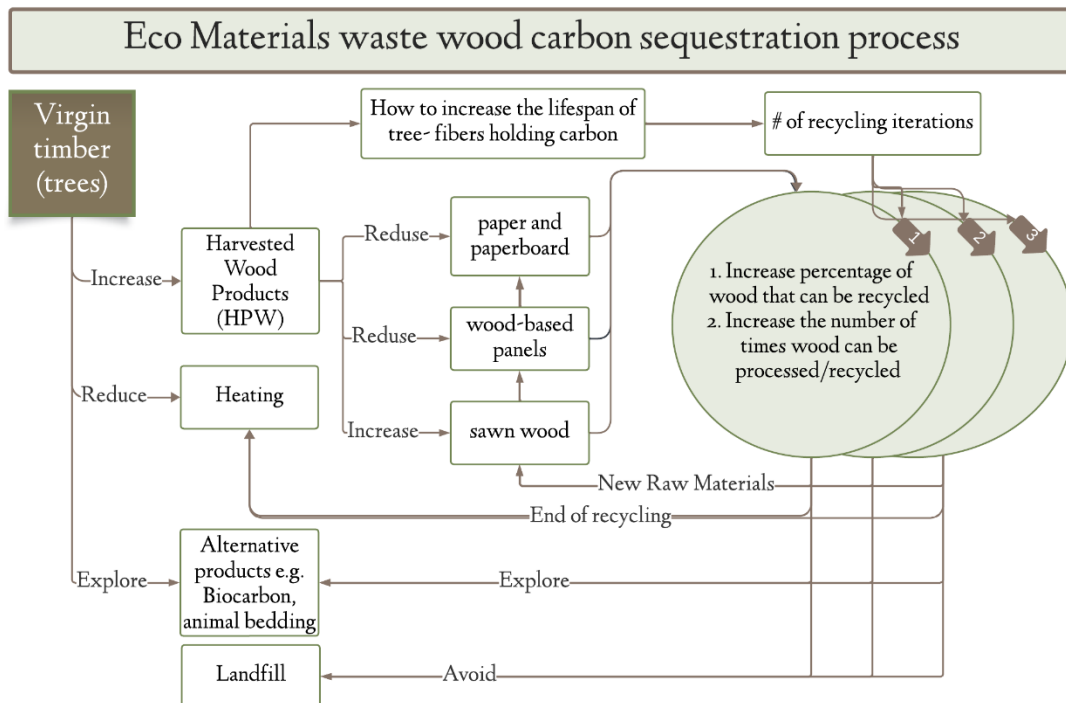 Eco Materials waste wood carbon sequestration process
Virgin
timber
(trees)
How to increase the lifespan of
tree- fibers holding carbon
# of recycling iterations
Increase
Harvested
Wood
Products
(HPW)
Reduse
paper and
paperboard
Reduse
wood-based
panels
Increase
sawn wood
1
2
3
1. Increase percentage of
wood that can be recycled
2. Increase the number of
times wood can be
processed/recycled
Reduce
Heating
New Raw Materials
End of recycling
Explore
Alternative
products e.g.
Biocarbon,
animal bedding
Explore
Landfill
Avoid